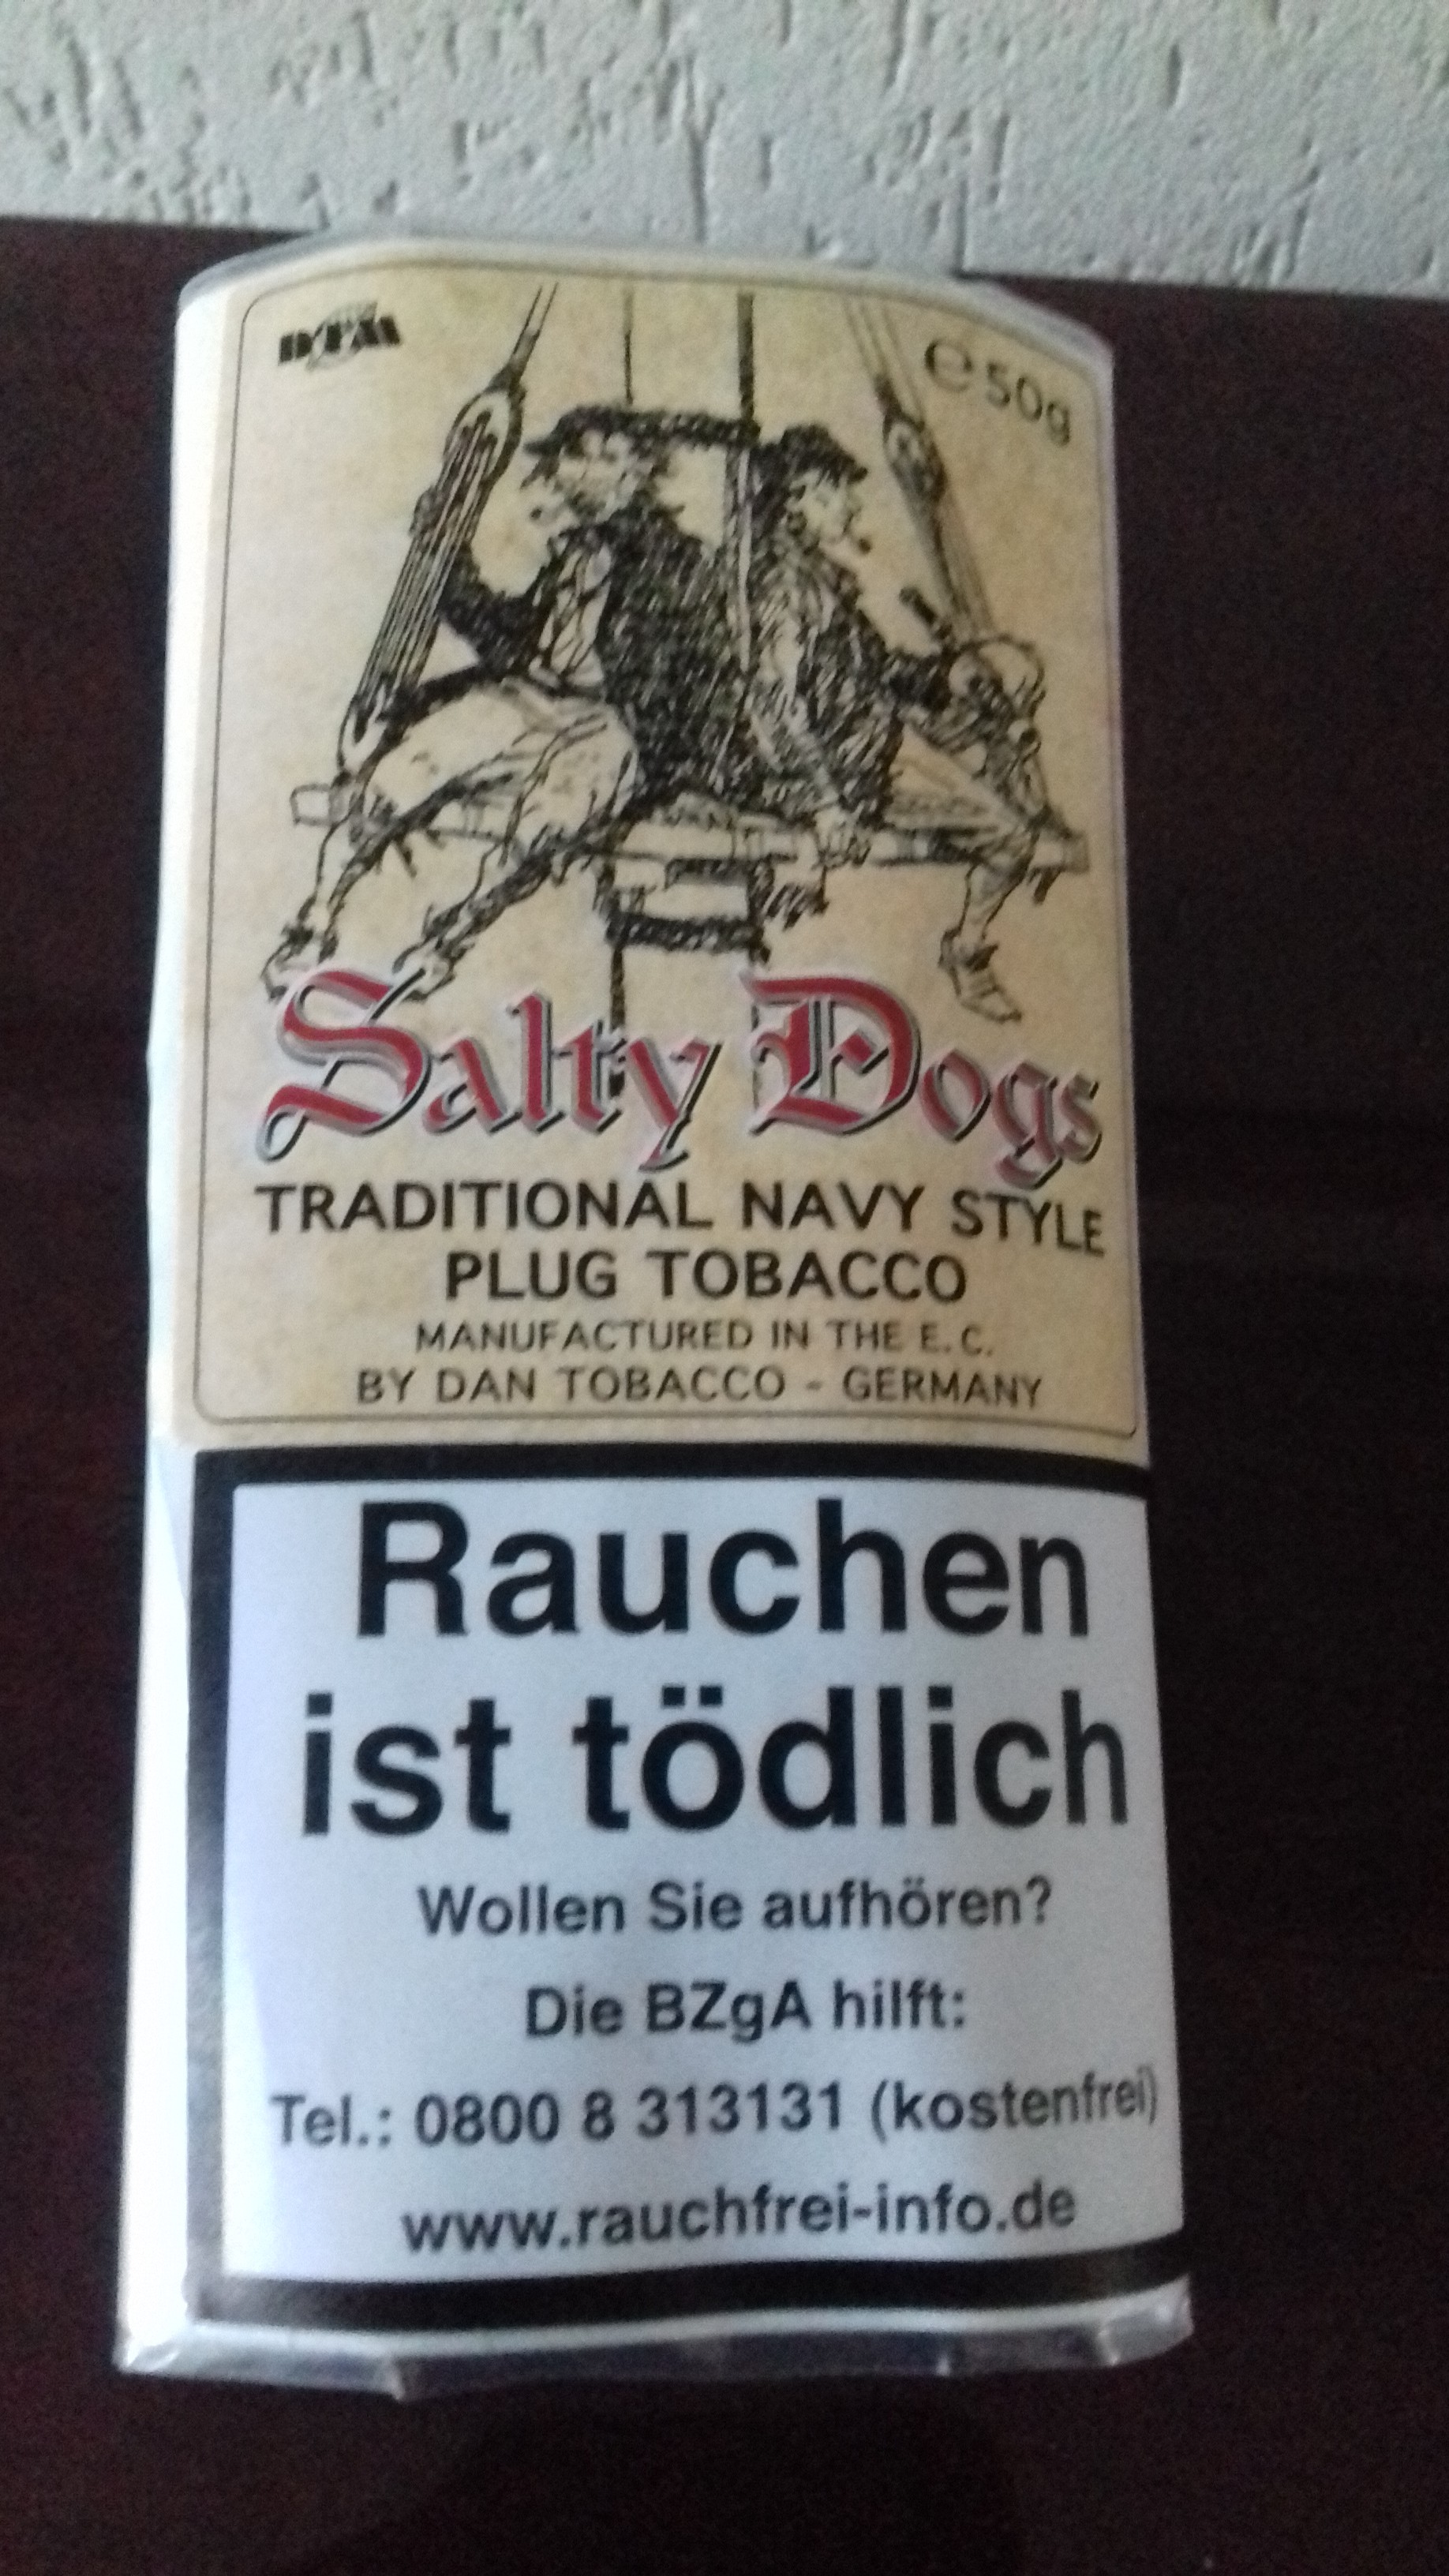 DTM
℮50g
Salty Dogs
TRADITIONAL NAVY STYLE
PLUG TOBACCO
MANUFACTURED IN THE E.C.
BY DAN TOBACCO - GERMANY
Rauchen
ist tödlich
Wollen Sie aufhören?
Die BZgA hilft:
Tel.: 0800 8 313131 (kostenfrei)
www.rauchfrei-info.de